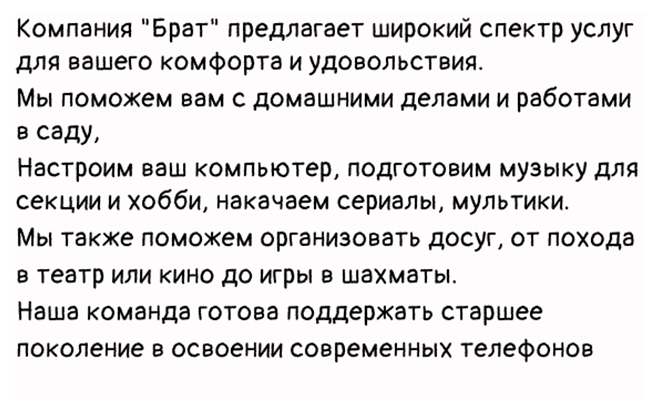 Компания "Брат" предлагает широкий спектр услуг
для вашего комфорта и удовольствия.
Мы поможем вам с домашними делами и работами
в саду,
Настроим ваш компьютер, подготовим музыку для
секции и хобби, накачаем сериалы, мультики.
Мы также поможем организовать досуг, от похода
в театр или кино до игры в шахматы.
Наша команда готова поддержать старшее
поколение в освоении современных телефонов